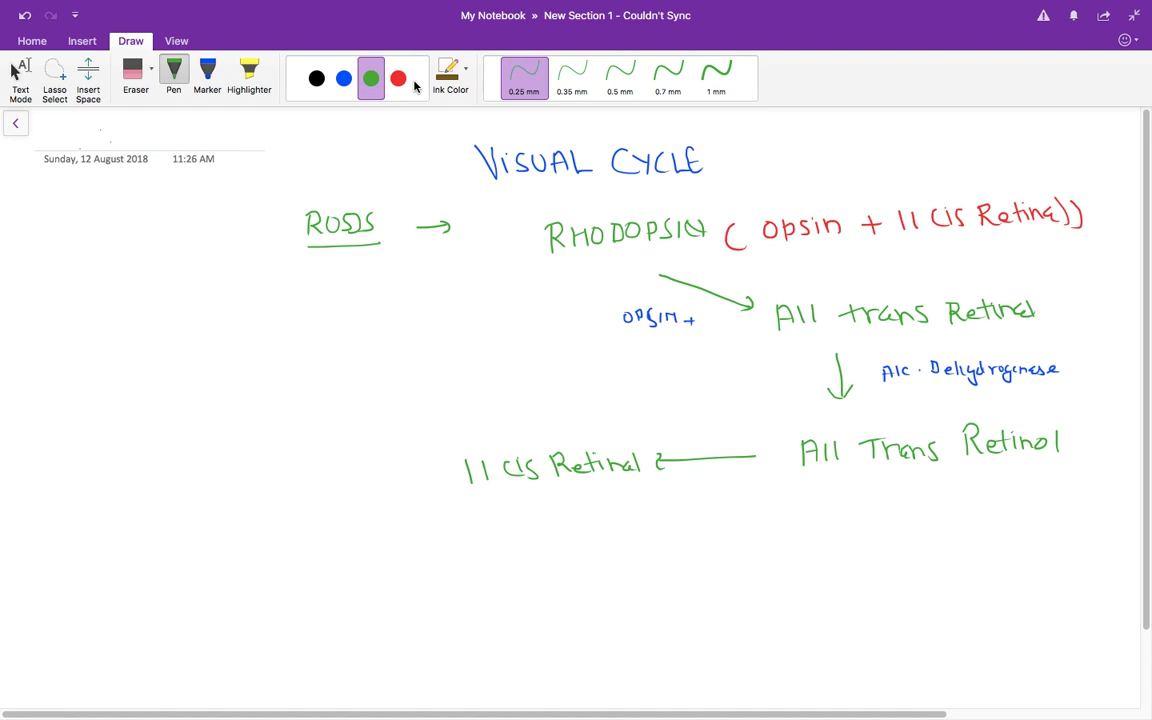 My Notebook » New Section 1 - Couldn't Sync
Home Insert Draw View
Text Mode
Lasso Select
Insert Space
Eraser
Pen
Marker
Highlighter
Ink Color
0.25 mm
0.35 mm
0.5 mm
0.7 mm
1 mm
Sunday, 12 August 2018 11:26 AM
VISUAL CYCLE
RODS → RHODOPSIN ( Opsin + 11 Cis Retinal))
OPSIN + All trans Retinal
Alc. Dehydrogenase
11 Cis Retinal All Trans Retinol